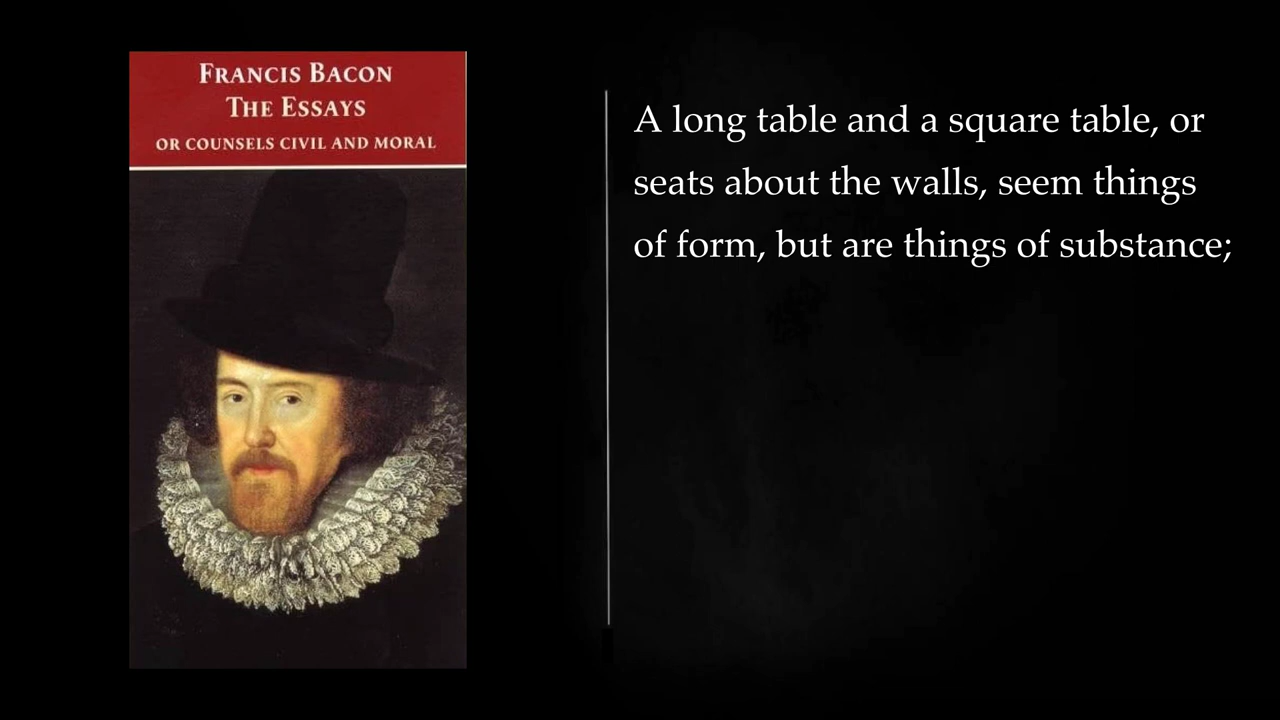 FRANCIS BACON
THE ESSAYS
OR COUNSELS CIVIL AND MORAL
A long table and a square table, or
seats about the walls, seem things
of form, but are things of substance;